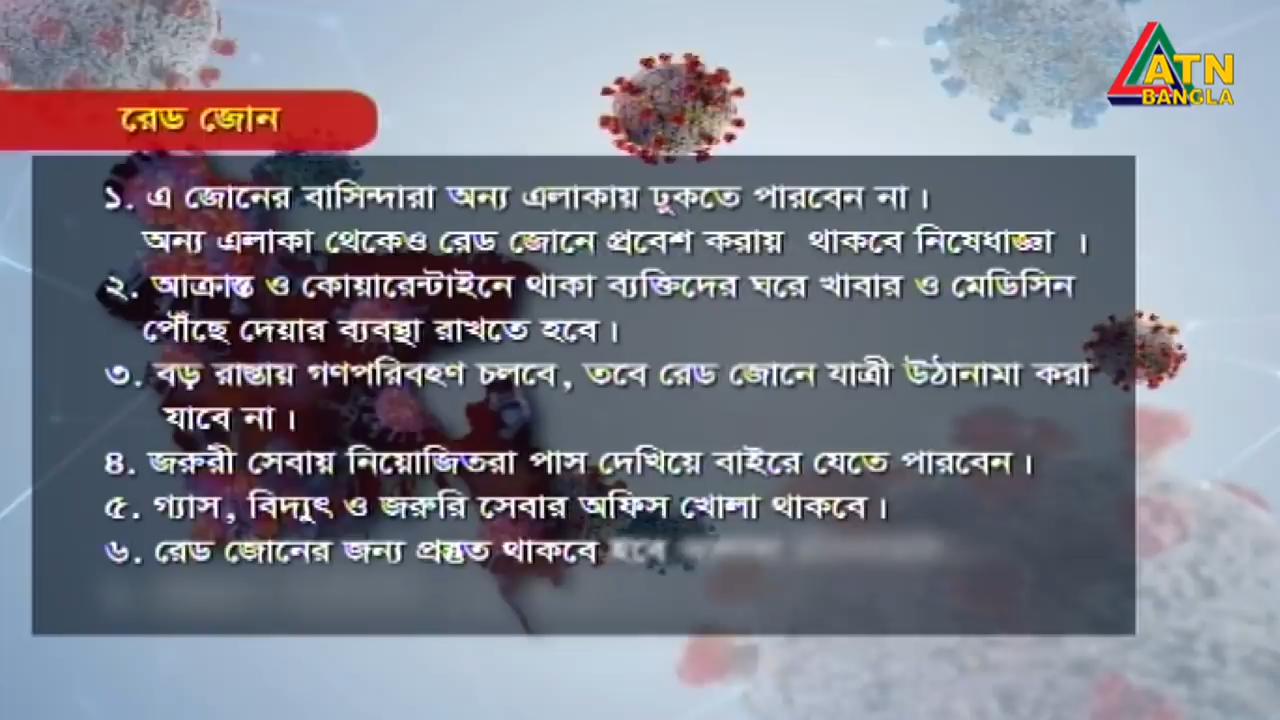 ATN
BANGLA
রেড জোন
১. এ জোনের বাসিন্দারা অন্য এলাকায় ঢুকতে পারবেন না।
অন্য এলাকা থেকেও রেড জোনে প্রবেশ করায় থাকবে নিষেধাজ্ঞা ।
২. আক্রান্ত ও কোয়ারেন্টাইনে থাকা ব্যক্তিদের ঘরে খাবার ও মেডিসিন
পৌঁছে দেয়ার ব্যবস্থা রাখতে হবে।
৩. বড় রাস্তায় গণপরিবহণ চলবে, তবে রেড জোনে যাত্রী উঠানামা করা
যাবে না।
৪. জরুরী সেবায় নিয়োজিতরা পাস দেখিয়ে বাইরে যেতে পারবেন।
৫. গ্যাস, বিদ্যুৎ ও জরুরি সেবার অফিস খোলা থাকবে।
৬. রেড জোনের জন্য প্রস্তুত থাকবে